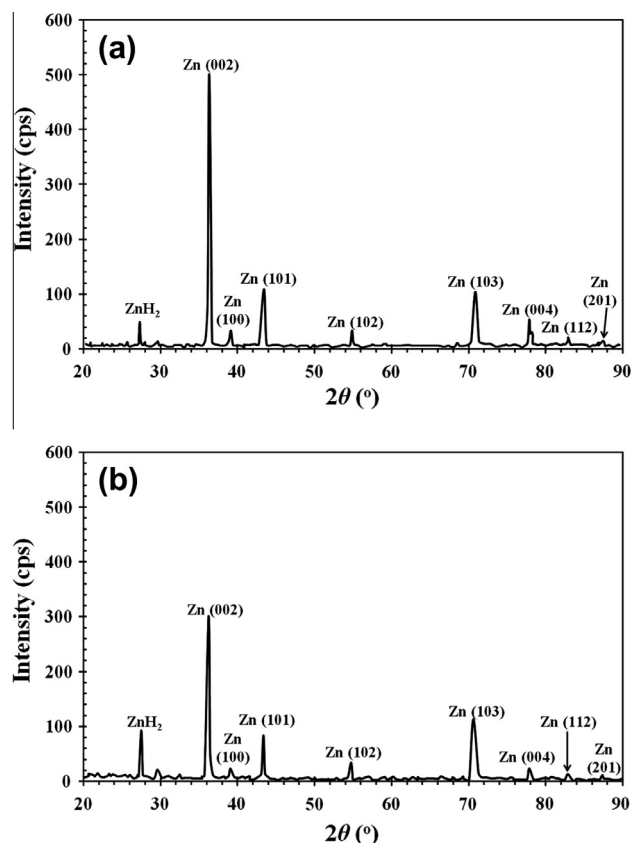 (a)
600
500
400
300
200
100
0
Intensity (cps)
Zn (002)
ZnH₂
Zn
(100)
Zn (101)
Zn (102)
Zn (103)
Zn (004)
Zn (112)
Zn
(201)
20 30 40 50 60 70 80 90
2θ (°)
(b)
600
500
400
300
200
100
0
Intensity (cps)
Zn (002)
ZnH₂
Zn
(100)
Zn (101)
Zn (102)
Zn (103)
Zn (004)
Zn (112)
Zn
(201)
20 30 40 50 60 70 80 90
2θ (°)